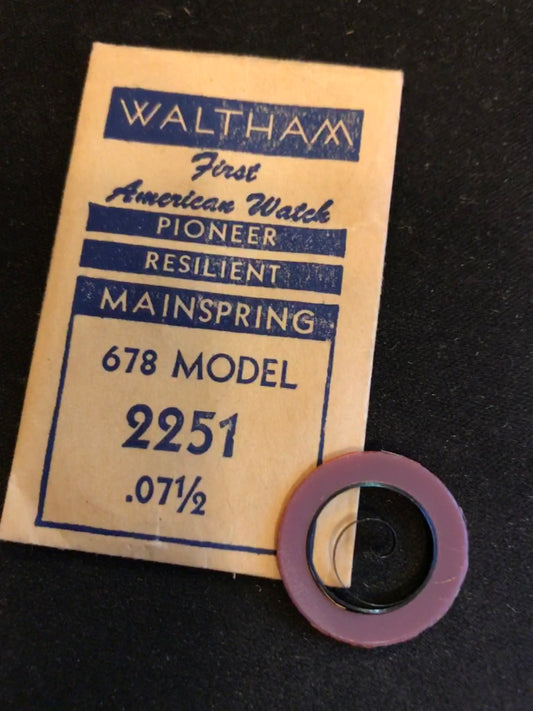 WALTHAM
First
American Watch
PIONEER
RESILIENT
MAINSPRING
678 MODEL
2251
.07½